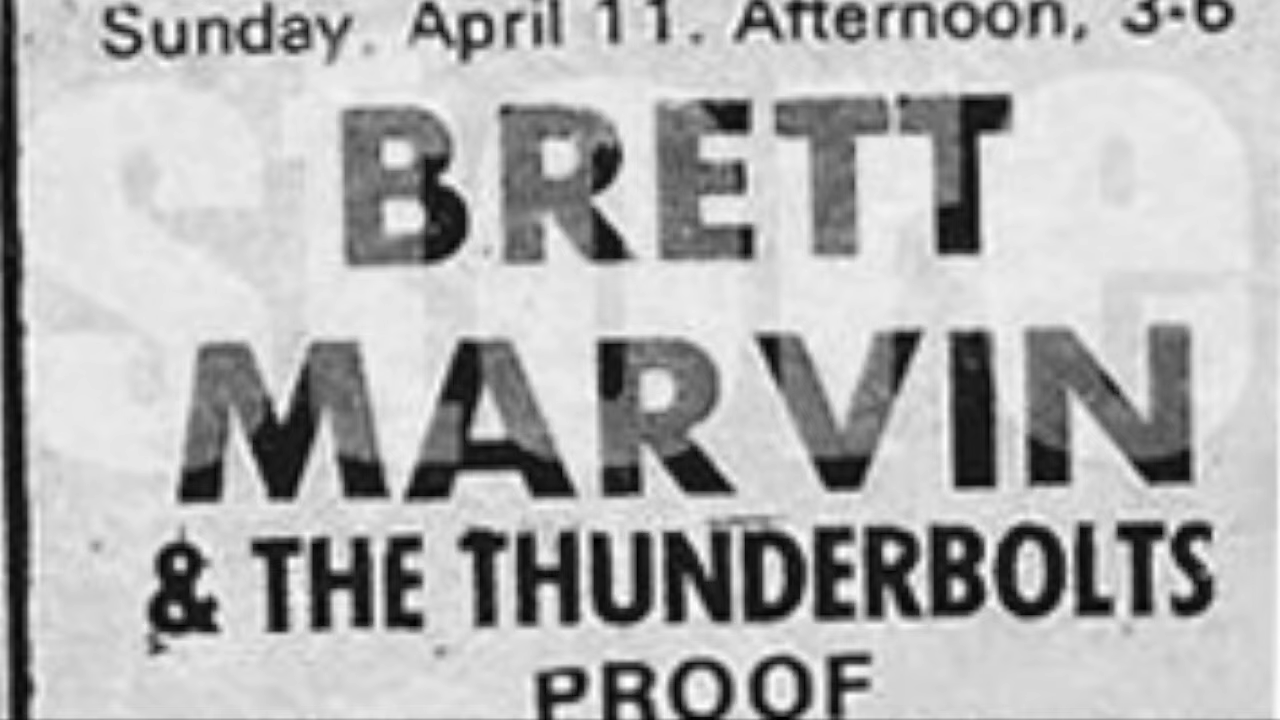 Sunday, April 11. Afternoon, 3-6
BRETT
MARVIN
& THE THUNDERBOLTS
PROOF